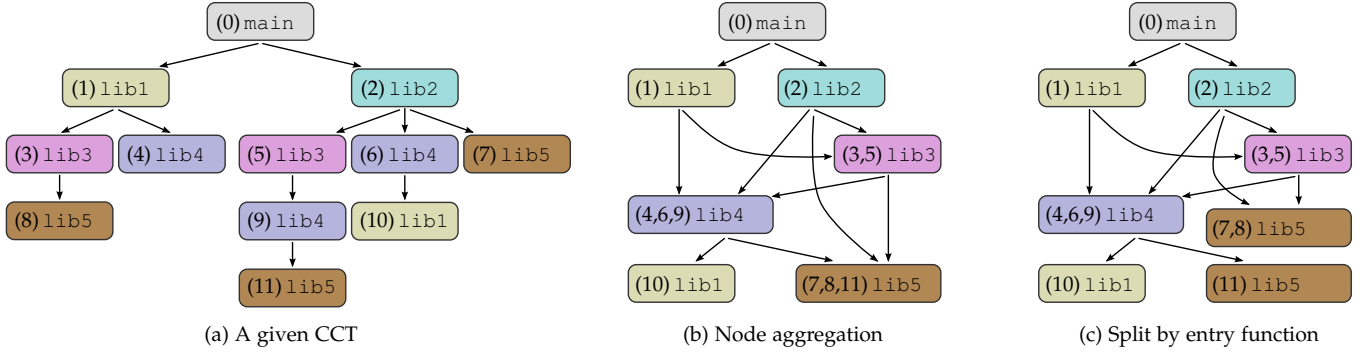 (0) main
(1) lib1
(2) lib2
(3) lib3
(4) lib4
(5) lib3
(6) lib4
(7) lib5
(8) lib5
(9) lib4
(10) lib1
(11) lib5
(a) A given CCT
(0) main
(1) lib1
(2) lib2
(3,5) lib3
(4,6,9) lib4
(10) lib1
(7,8,11) lib5
(b) Node aggregation
(0) main
(1) lib1
(2) lib2
(3,5) lib3
(4,6,9) lib4
(7,8) lib5
(10) lib1
(11) lib5
(c) Split by entry function